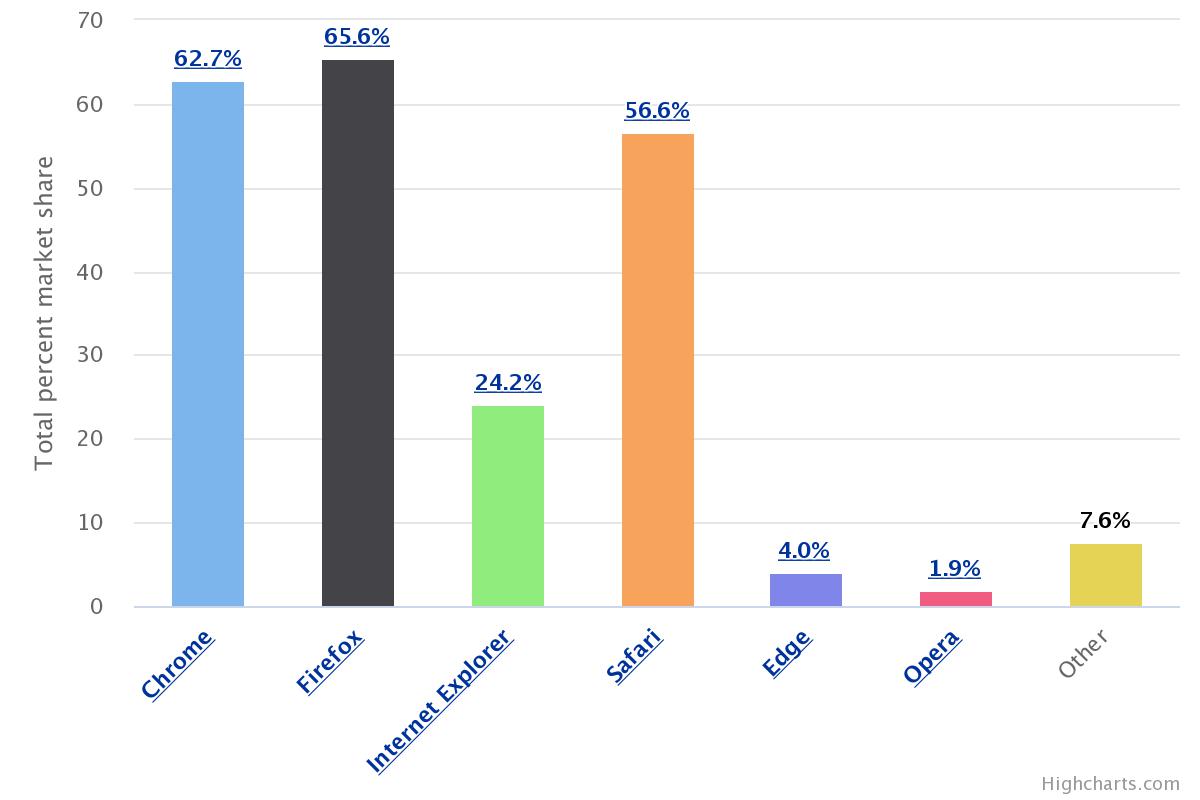 Total percent market share
70
60
50
40
30
20
10
0
62.7%
65.6%
24.2%
56.6%
4.0%
1.9%
7.6%
Chrome
Firefox
Internet Explorer
Safari
Edge
Opera
Other
Highcharts.com